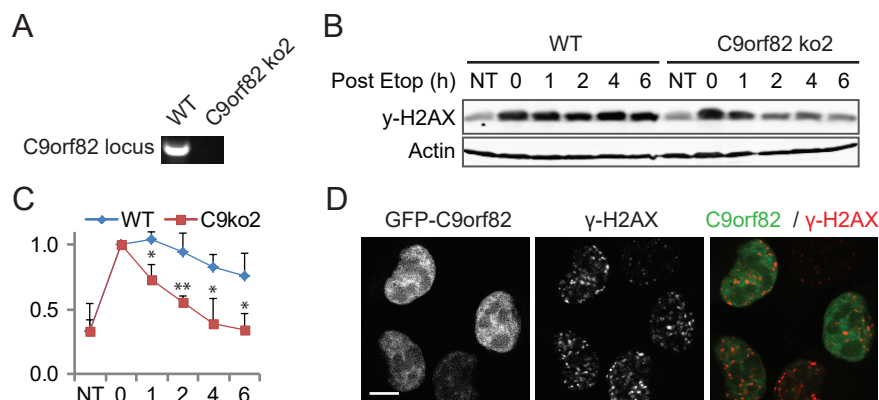 A
WT
C9orf82 ko2
C9orf82 locus
B
WT C9orf82 ko2
Post Etop (h) NT 0 1 2 4 6 NT 0 1 2 4 6
γ-H2AX
Actin
C
WT C9ko2
1.0
0.5
0.0
* ** * *
NT 0 1 2 4 6
D
GFP-C9orf82 γ-H2AX C9orf82 / γ-H2AX